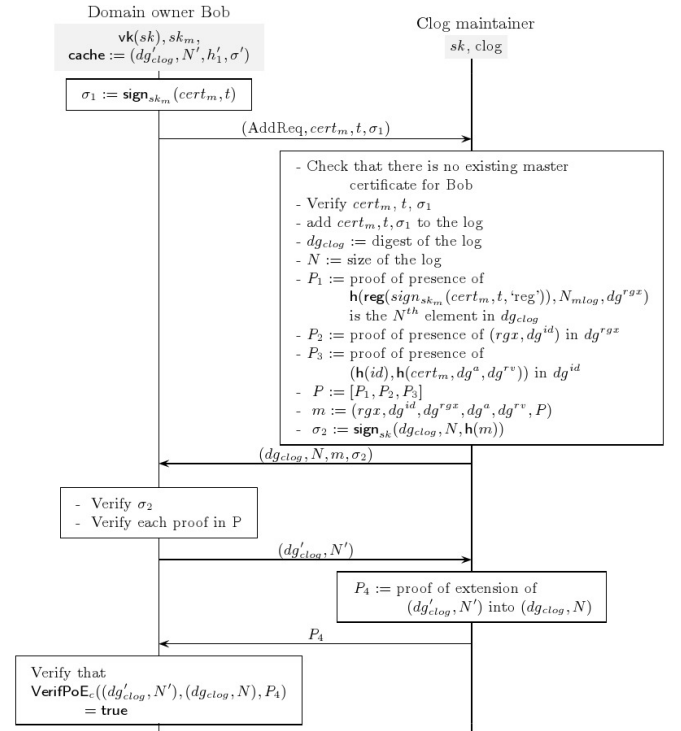 Domain owner Bob
vk(sk), sk_m,
cache := (dg'_clog, N', h'_1, σ')
Clog maintainer
sk, clog
σ_1 := sign_{sk_m}(cert_m, t)
(AddReq, cert_m, t, σ_1)
- Check that there is no existing master
certificate for Bob
- Verify cert_m, t, σ_1
- add cert_m,t,σ_1 to the log
- dg_clog := digest of the log
- N := size of the log
- P_1 := proof of presence of
h(reg(sign_{sk_m}(cert_m,t,‘reg’)), N_mlog, dg^rgx)
is the N^th element in dg_clog
- P_2 := proof of presence of (rgx, dg^id) in dg^rgx
- P_3 := proof of presence of
(h(id), h(cert_m, dg^a, dg^rv)) in dg^id
- P := [P_1, P_2, P_3]
- m := (rgx, dg^id, dg^rgx, dg^a, dg^rv, P)
- σ_2 := sign_sk(dg_clog, N, h(m))
(dg_clog, N, m, σ_2)
- Verify σ_2
- Verify each proof in P
(dg'_clog, N')
P_4 := proof of extension of
(dg'_clog, N') into (dg_clog, N)
P_4
Verify that
VerifPoE_c((dg'_clog, N'), (dg_clog, N), P_4)
= true